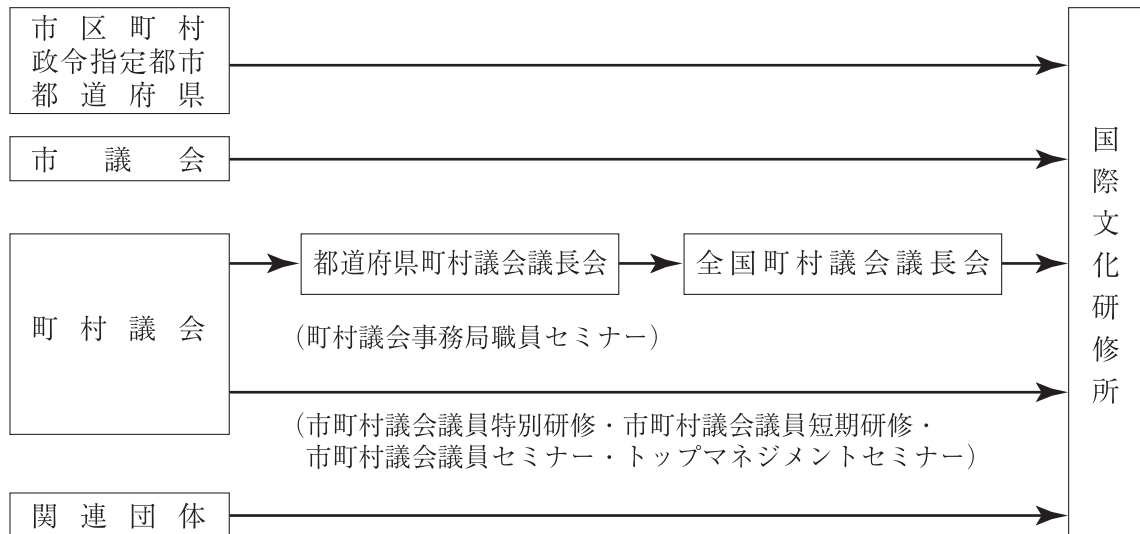 市区町村
政令指定都市
都道府県
市議会
町村議会
都道府県町村議会議長会
全国町村議会議長会
（町村議会事務局職員セミナー）
（市町村議会議員特別研修・市町村議会議員短期研修・
市町村議会議員セミナー・トップマネジメントセミナー）
関連団体
国際文化研修所